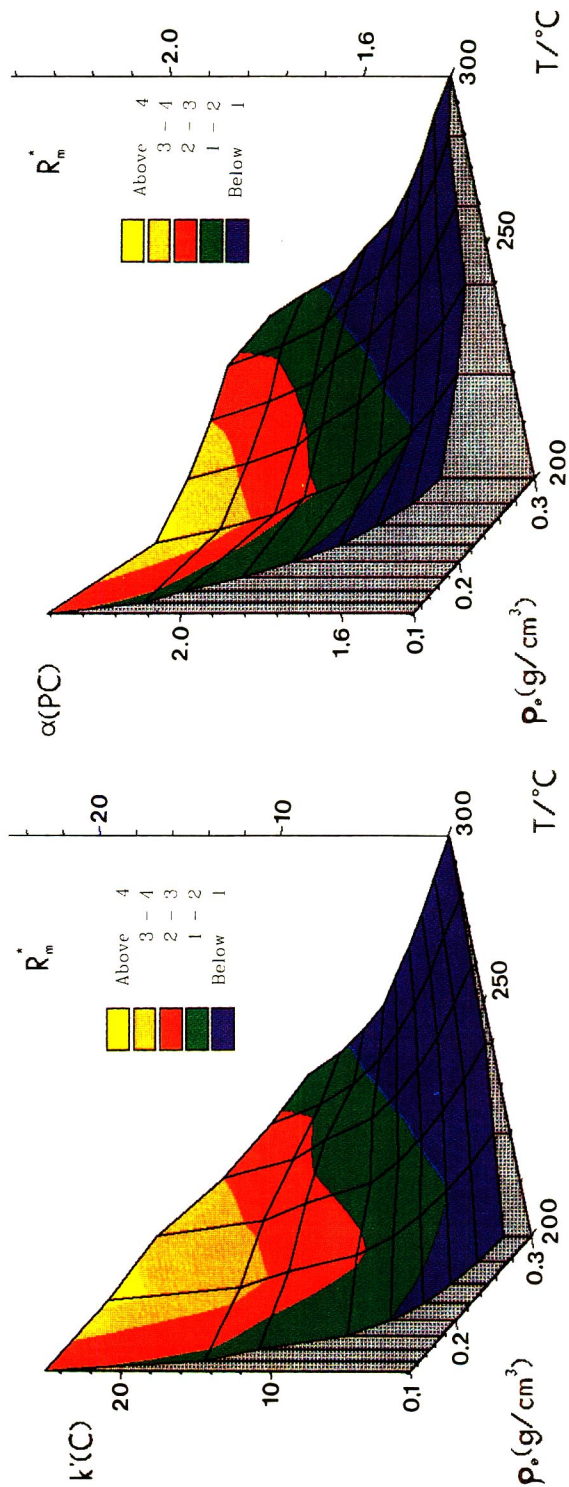 k'(C)
20
10
0.1
0.2
0.3
ρₑ(g/cm³)
200
250
300
T/°C
20
10
R*ₘ
Above 4
3 - 4
2 - 3
1 - 2
Below 1
α(PC)
2.0
1.6
0.1
0.2
0.3
ρₑ(g/cm³)
200
250
300
T/°C
2.0
1.6
R*ₘ
Above 4
3 - 4
2 - 3
1 - 2
Below 1